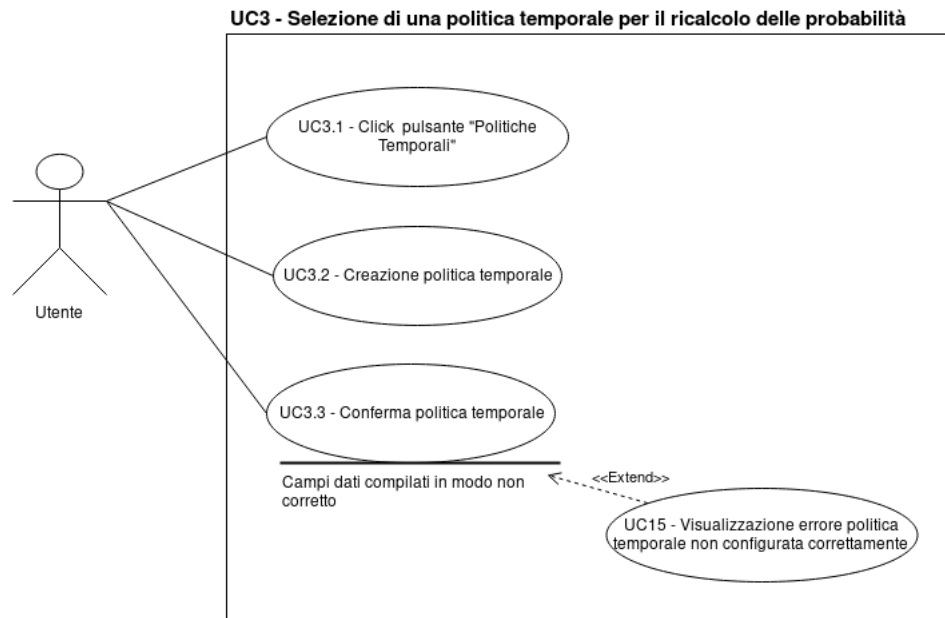 UC3 - Selezione di una politica temporale per il ricalcolo delle probabilità
UC3.1 - Click pulsante "Politiche
Temporali"
UC3.2 - Creazione politica temporale
Utente
UC3.3 - Conferma politica temporale
Campi dati compilati in modo non
corretto
<<Extend>>
UC15 - Visualizzazione errore politica
temporale non configurata correttamente